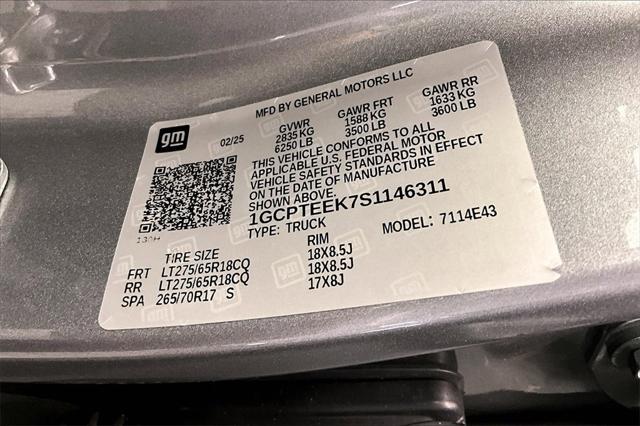 MFD BY GENERAL MOTORS LLC
gm
02/25
GVWR GAWR FRT GAWR RR
2835 KG 1588 KG 1633 KG
6250 LB 3500 LB 3600 LB
THIS VEHICLE CONFORMS TO ALL
APPLICABLE U.S. FEDERAL MOTOR
VEHICLE SAFETY STANDARDS IN EFFECT
ON THE DATE OF MANUFACTURE
SHOWN ABOVE.
1GCPTEEK7S1146311
TYPE: TRUCK MODEL: 7114E43
TIRE SIZE RIM
FRT LT275/65R18CQ 18X8.5J
RR LT275/65R18CQ 18X8.5J
SPA 265/70R17 S 17X8J